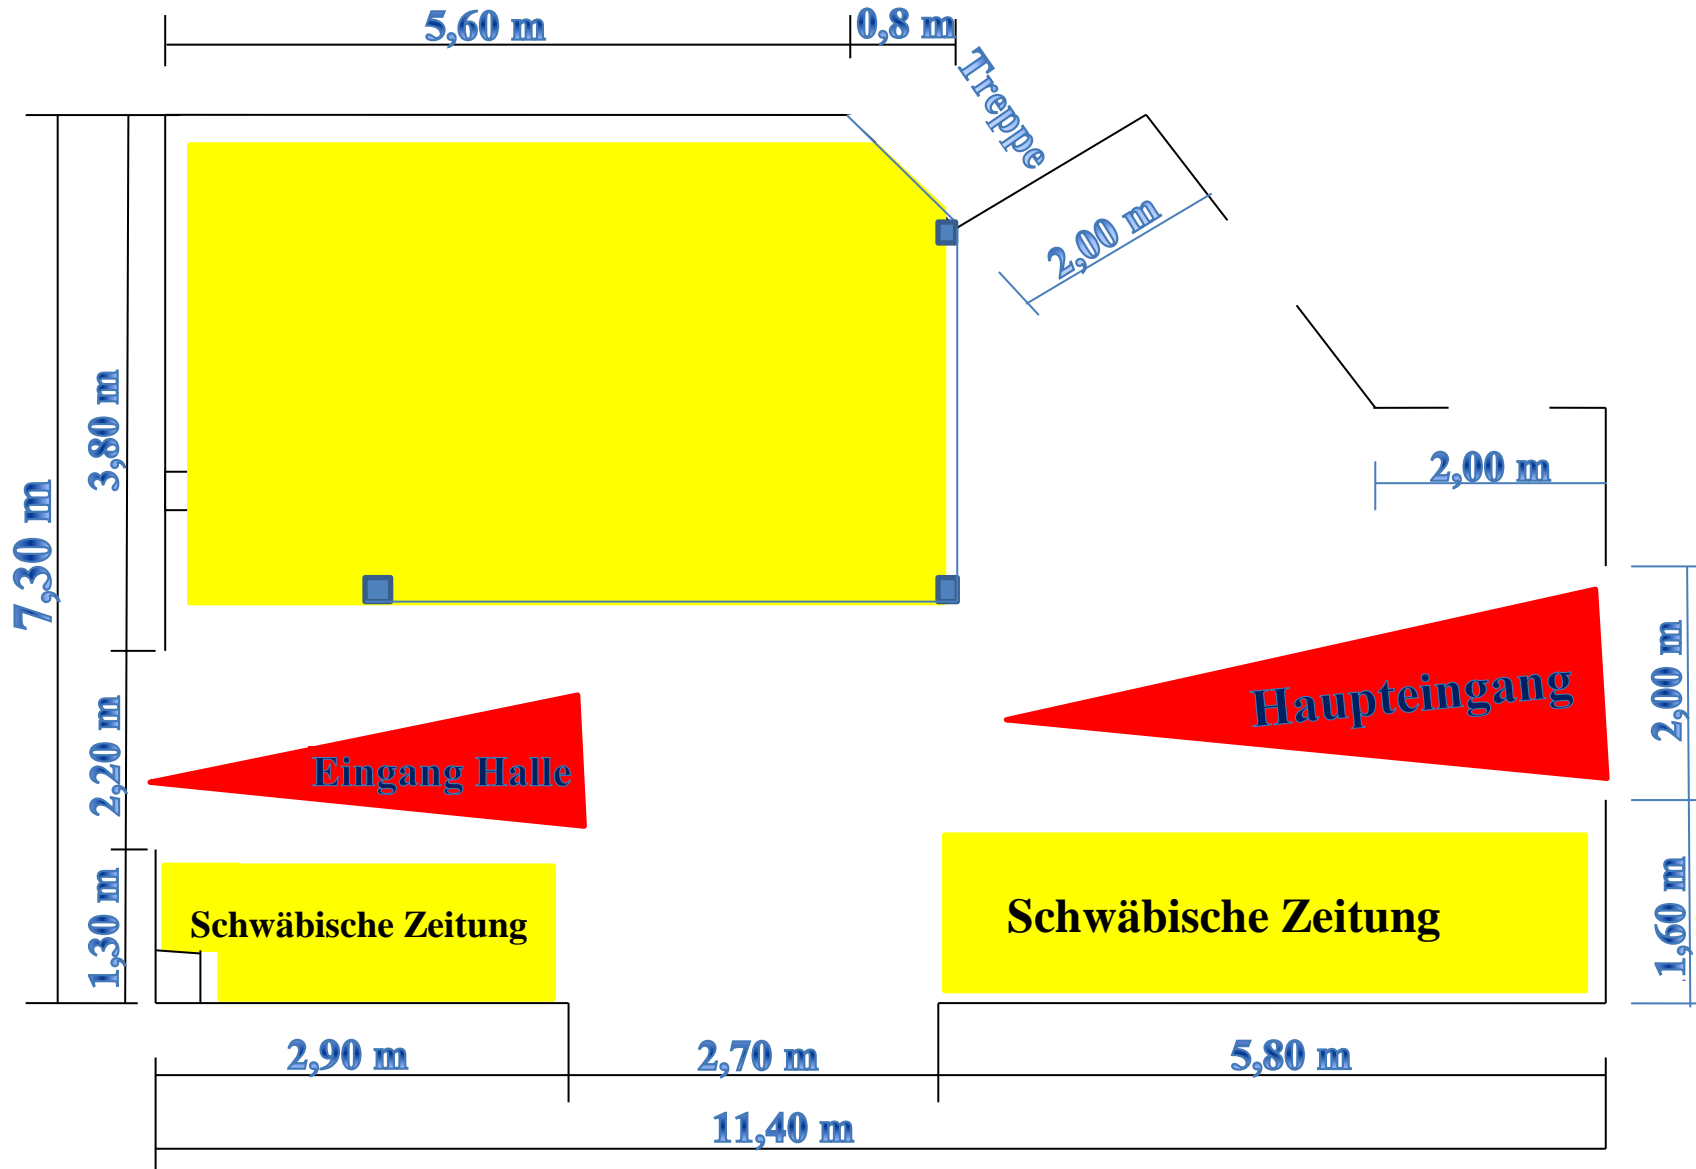 5,60 m
0,8 m
Treppe
2,00 m
3,80 m
7,30 m
2,00 m
Haupteingang
2,00 m
2,20 m
Eingang Halle
1,30 m
Schwäbische Zeitung
Schwäbische Zeitung
1,60 m
2,90 m
2,70 m
5,80 m
11,40 m